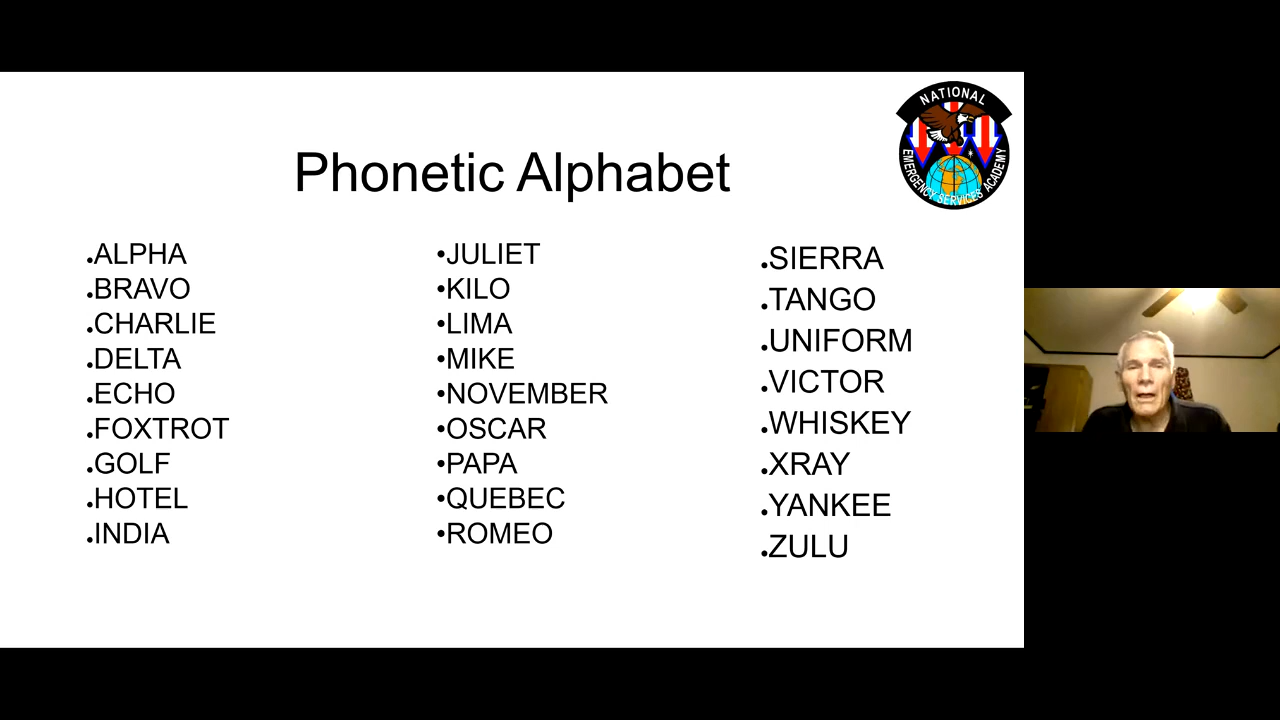 NATIONAL
EMERGENCY SERVICES ACADEMY
Phonetic Alphabet
.ALPHA
.BRAVO
.CHARLIE
.DELTA
.ECHO
.FOXTROT
.GOLF
.HOTEL
.INDIA
•JULIET
•KILO
•LIMA
•MIKE
•NOVEMBER
•OSCAR
•PAPA
•QUEBEC
•ROMEO
.SIERRA
.TANGO
.UNIFORM
.VICTOR
.WHISKEY
.XRAY
.YANKEE
.ZULU